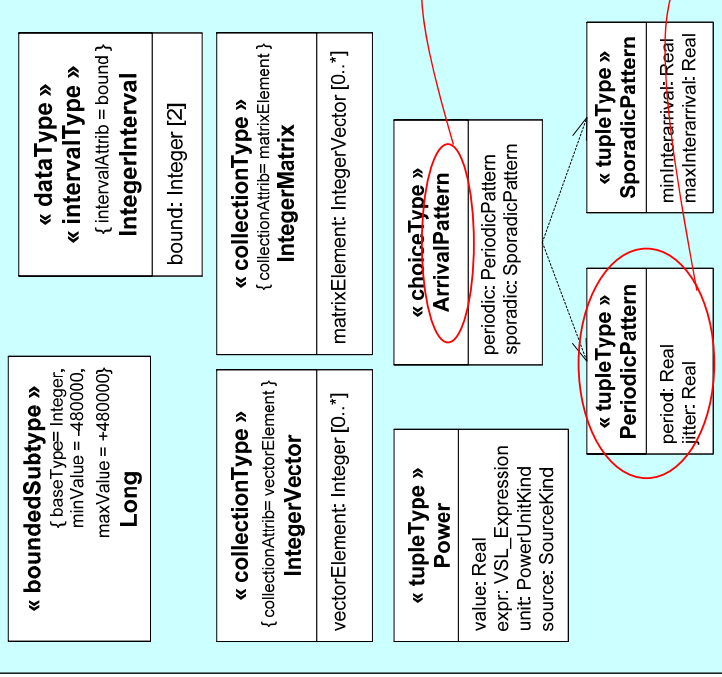 « boundedSubtype »
{ baseType= Integer,
minValue = -480000,
maxValue = +480000}
Long
« dataType »
« intervalType »
{ intervalAttrib = bound }
IntegerInterval
bound: Integer [2]
« collectionType »
{ collectionAttrib= vectorElement }
IntegerVector
vectorElement: Integer [0..*]
« collectionType »
{ collectionAttrib= matrixElement }
IntegerMatrix
matrixElement: IntegerVector [0..*]
« tupleType »
Power
value: Real
expr: VSL_Expression
unit: PowerUnitKind
source: SourceKind
« choiceType »
ArrivalPattern
periodic: PeriodicPattern
sporadic: SporadicPattern
« tupleType »
PeriodicPattern
period: Real
jitter: Real
« tupleType »
SporadicPattern
minInterarrival: Real
maxInterarrival: Real